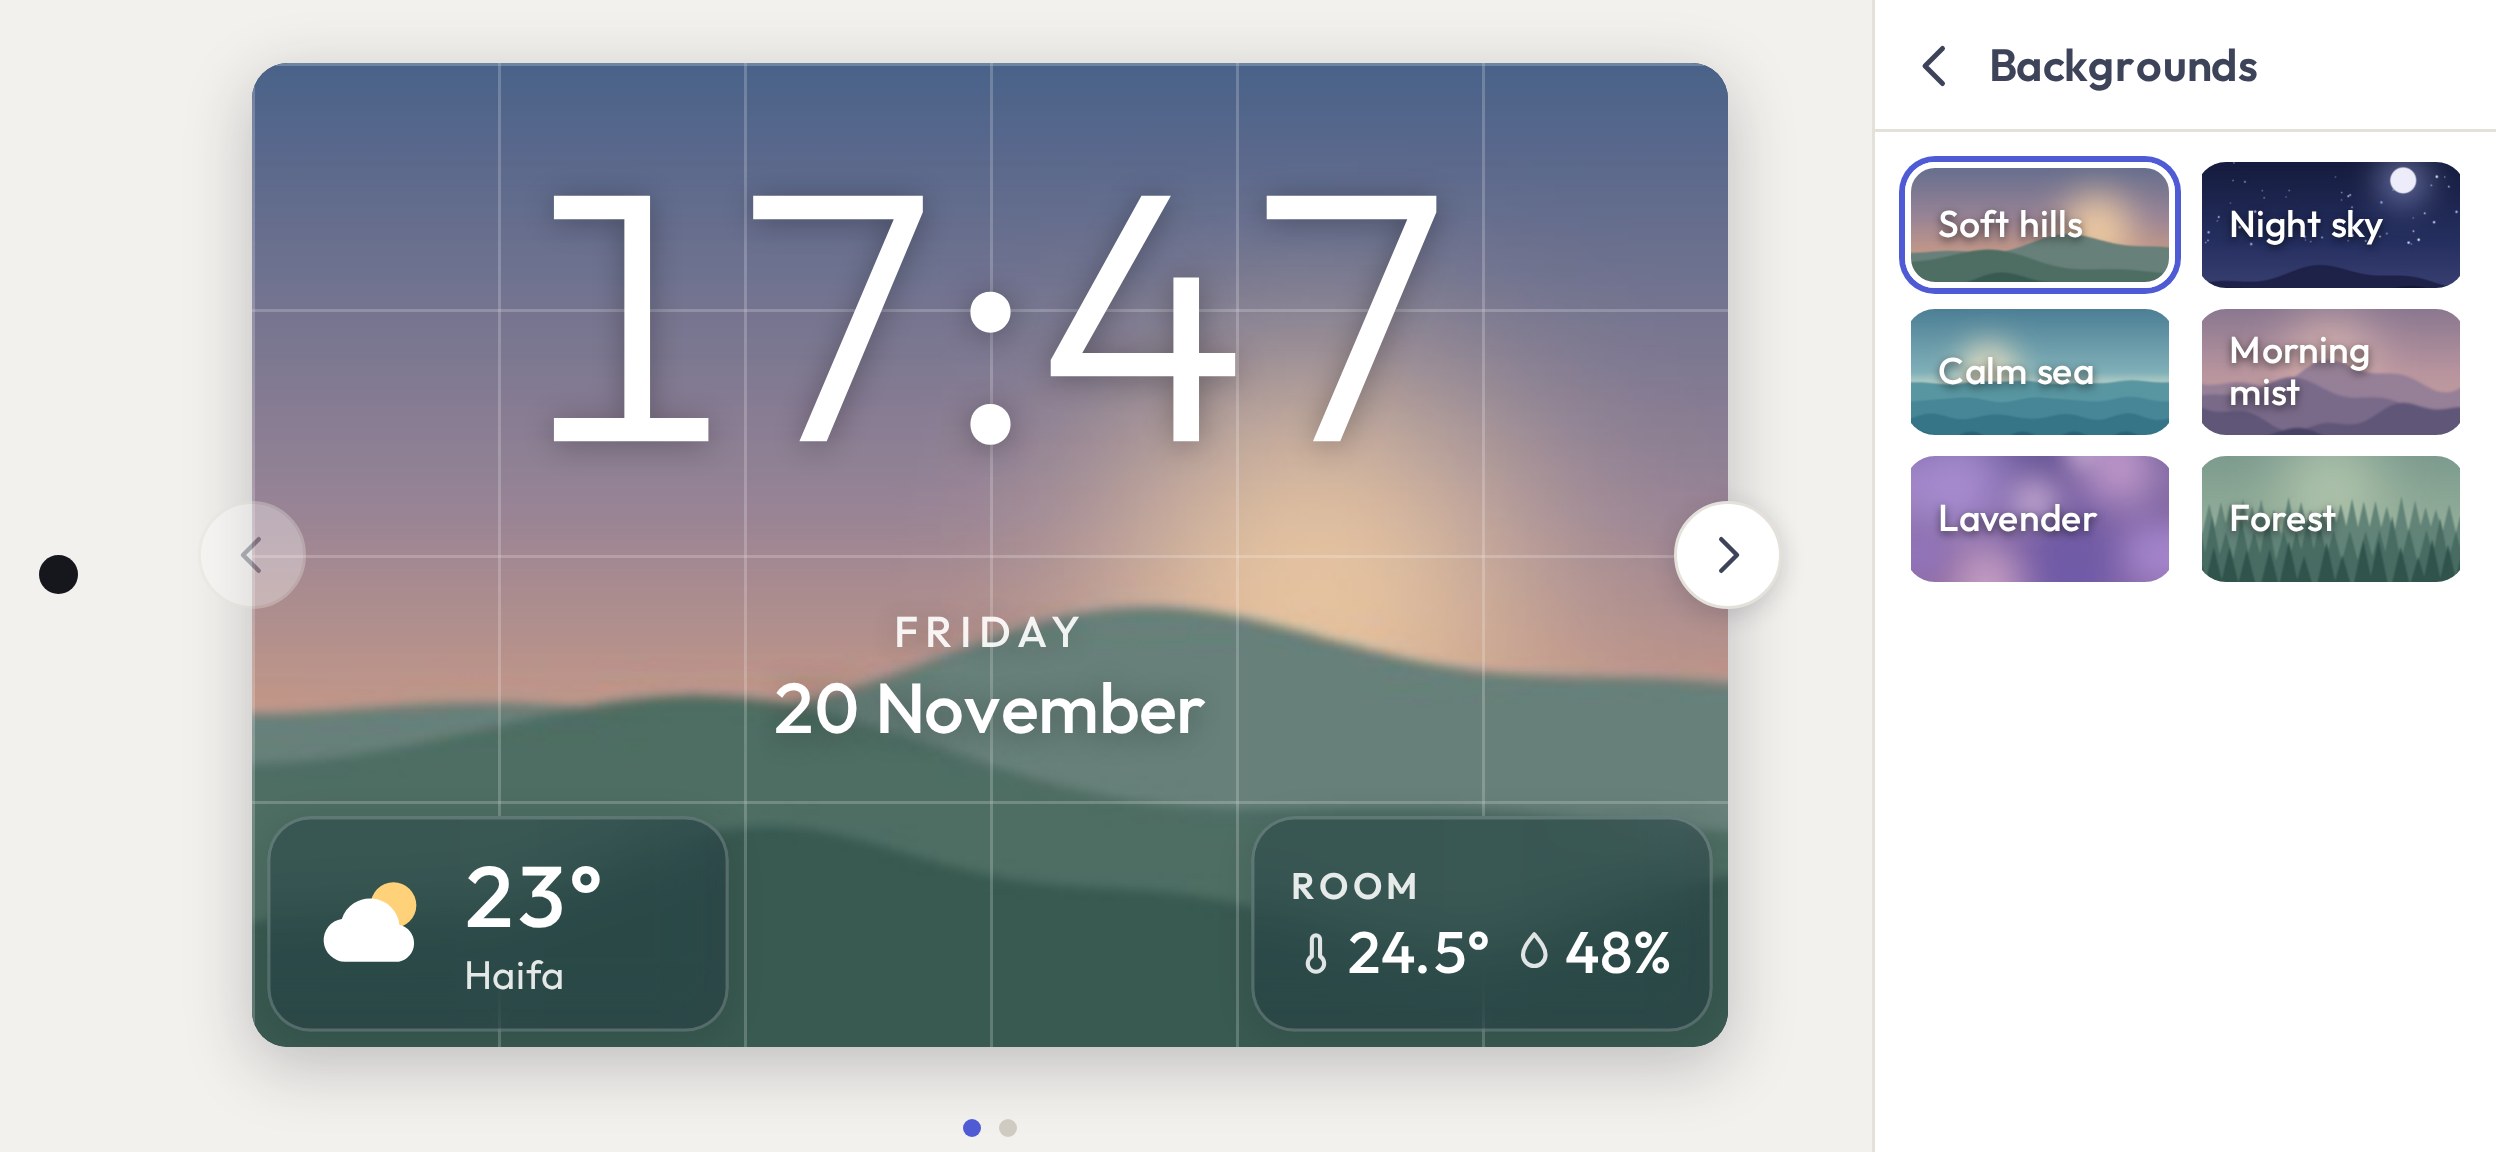 17:47
FRIDAY
20 November
23°
Haifa
ROOM
24.5° 48%
Backgrounds
Soft hills
Night sky
Calm sea
Morning
mist
Lavender
Forest